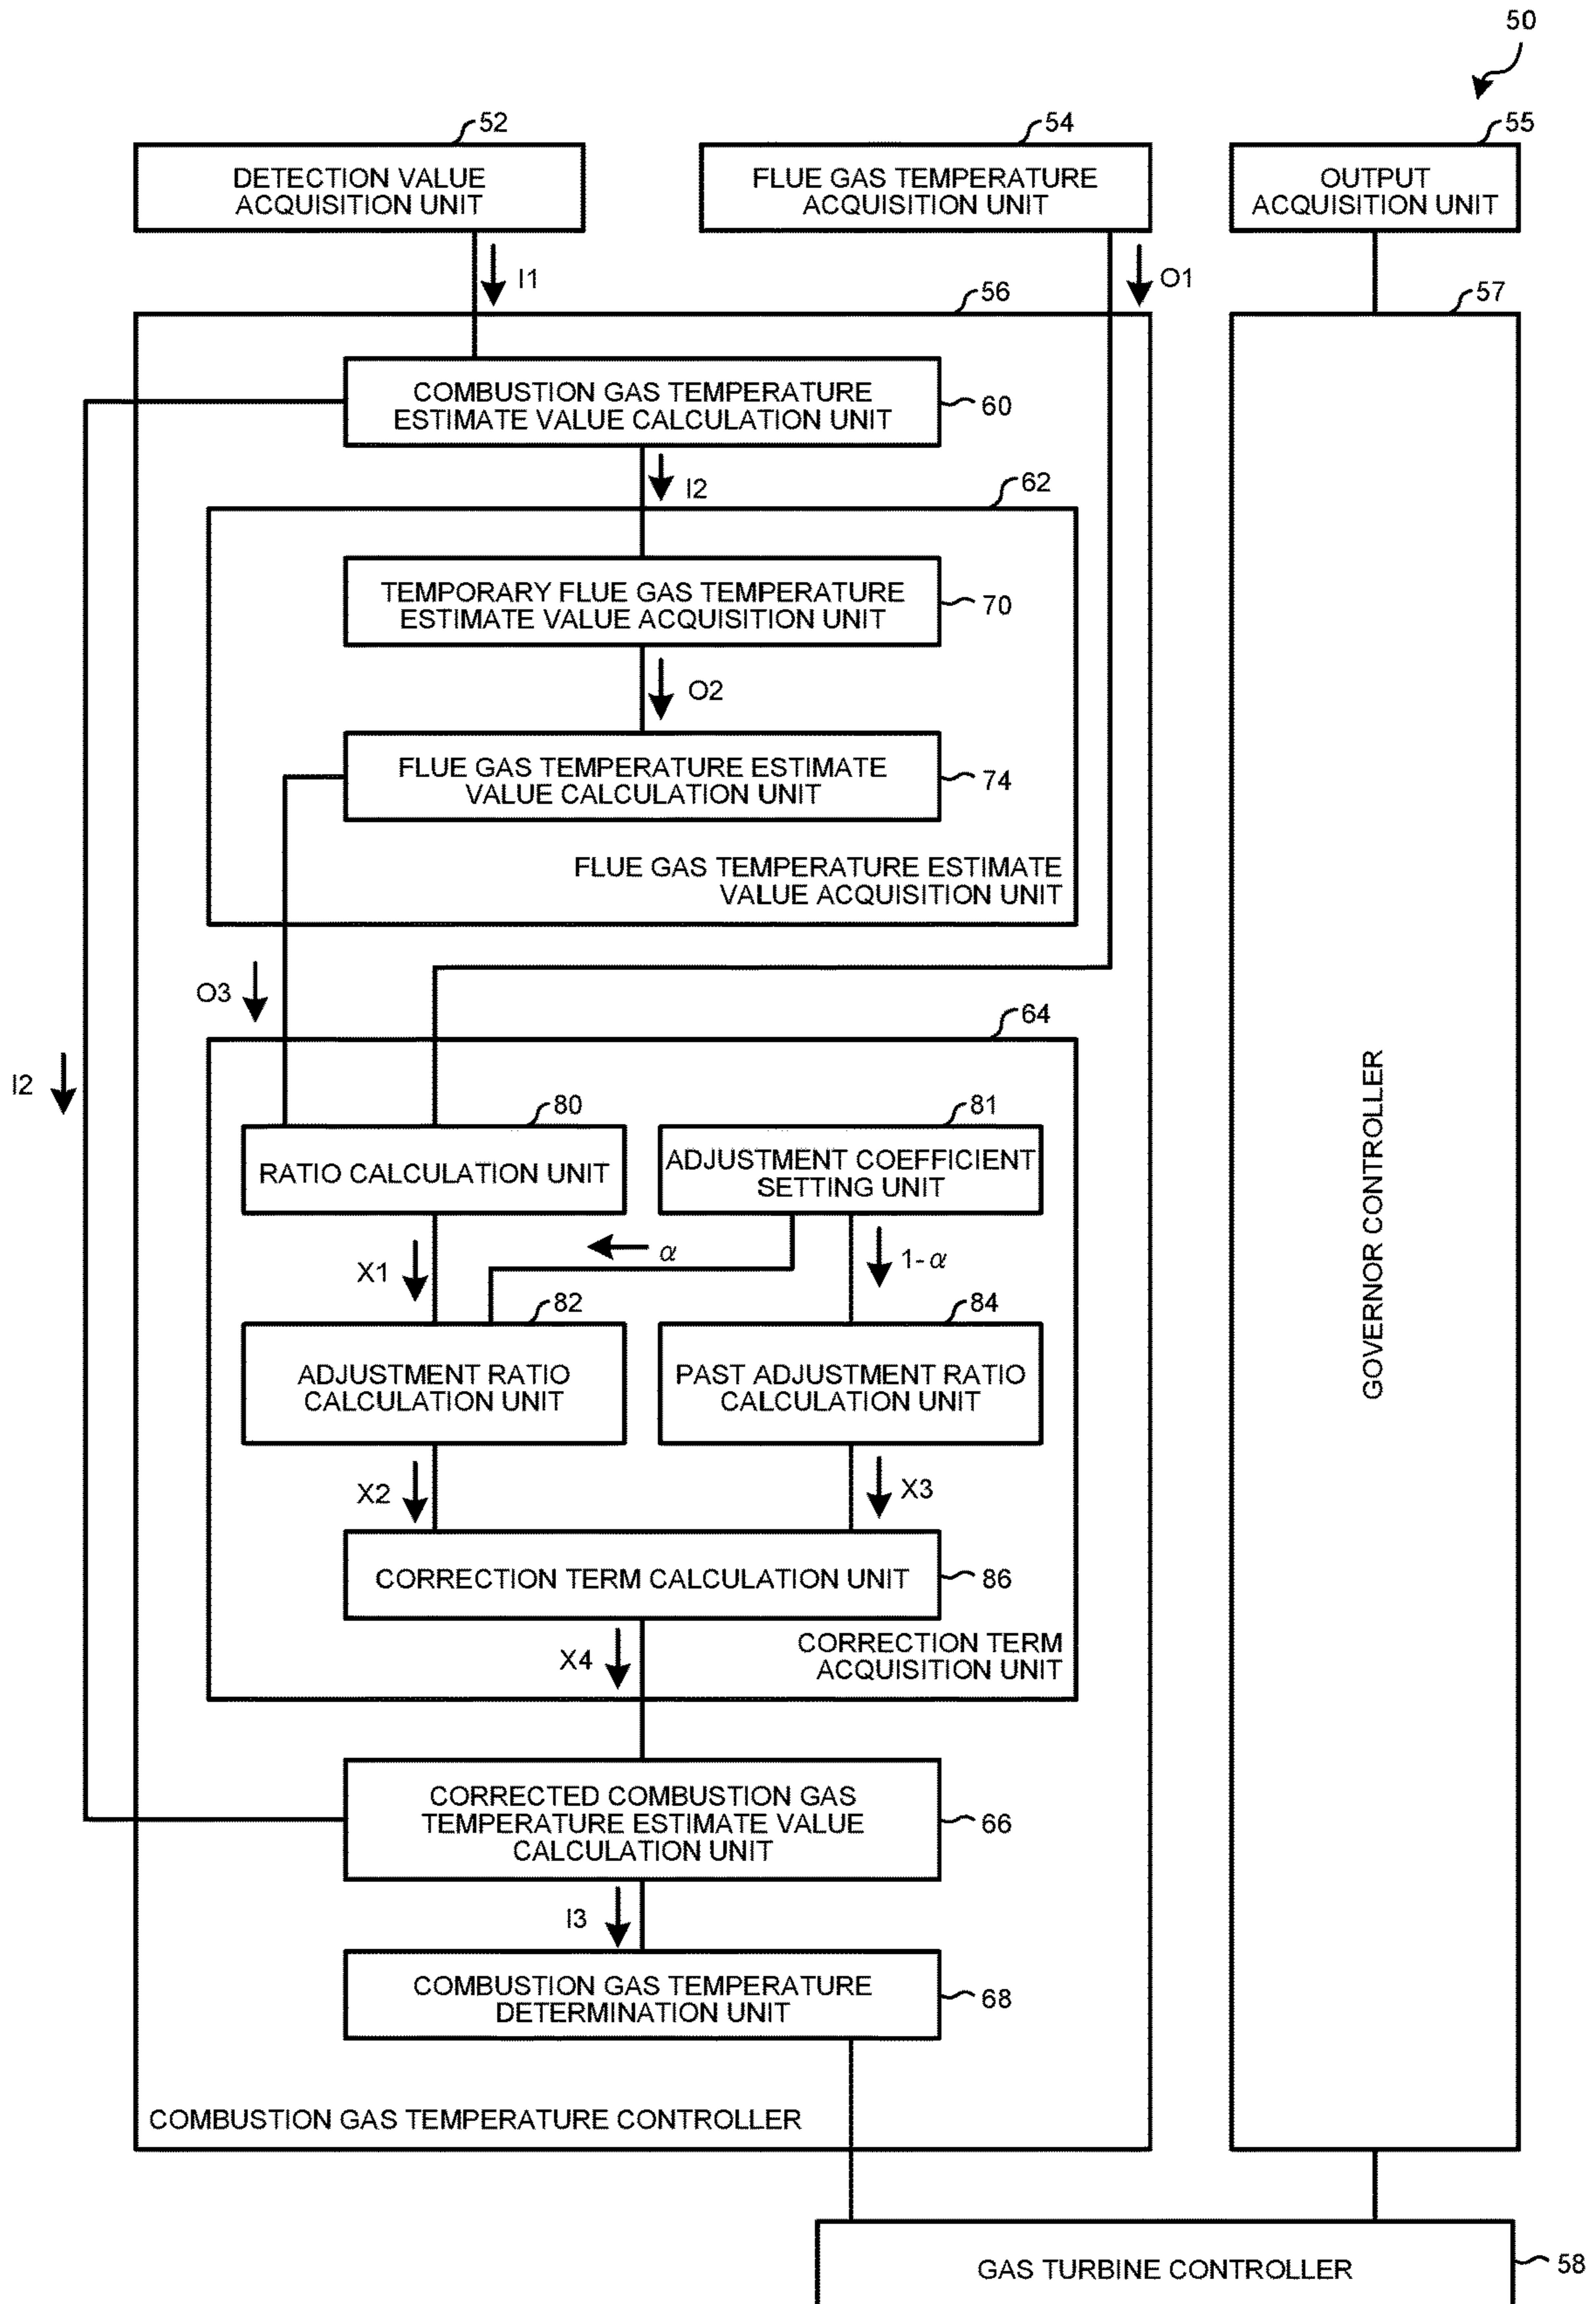 50
52
54
55
DETECTION VALUE
ACQUISITION UNIT
FLUE GAS TEMPERATURE
ACQUISITION UNIT
OUTPUT
ACQUISITION UNIT
I1
O1
56
57
COMBUSTION GAS TEMPERATURE
ESTIMATE VALUE CALCULATION UNIT
60
I2
62
TEMPORARY FLUE GAS TEMPERATURE
ESTIMATE VALUE ACQUISITION UNIT
70
O2
FLUE GAS TEMPERATURE ESTIMATE
VALUE CALCULATION UNIT
74
FLUE GAS TEMPERATURE ESTIMATE
VALUE ACQUISITION UNIT
O3
64
I2
80
81
RATIO CALCULATION UNIT
ADJUSTMENT COEFFICIENT
SETTING UNIT
X1
α
1-α
82
84
ADJUSTMENT RATIO
CALCULATION UNIT
PAST ADJUSTMENT RATIO
CALCULATION UNIT
GOVERNOR CONTROLLER
X2
X3
CORRECTION TERM CALCULATION UNIT
86
X4
CORRECTION TERM
ACQUISITION UNIT
CORRECTED COMBUSTION GAS
TEMPERATURE ESTIMATE VALUE
CALCULATION UNIT
66
I3
COMBUSTION GAS TEMPERATURE
DETERMINATION UNIT
68
COMBUSTION GAS TEMPERATURE CONTROLLER
GAS TURBINE CONTROLLER
58